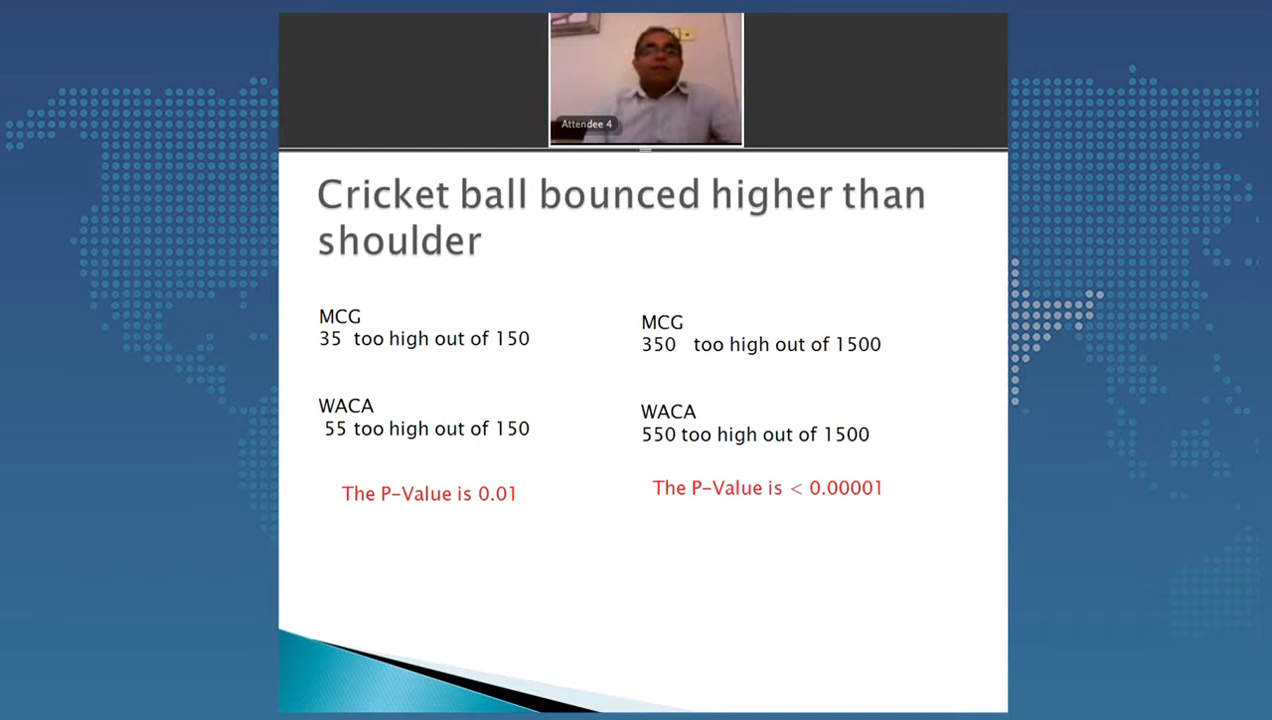 Attendee 4
Cricket ball bounced higher than
shoulder
MCG
35 too high out of 150
WACA
55 too high out of 150
The P-Value is 0.01
MCG
350 too high out of 1500
WACA
550 too high out of 1500
The P-Value is < 0.00001